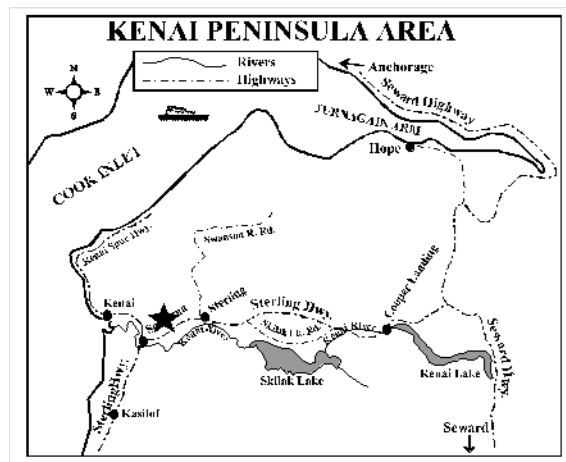 KENAI PENINSULA AREA
Rivers
Highways
N
W E
S
Anchorage
Seward Highway
TURNAGAIN ARM
Hope
COOK INLET
Kenai Spur Hwy.
Swanson R. Rd.
Kenai
Sterling
Sterling Hwy.
Cooper Landing
Kenai River
Kenai River
Skilak Lake
Kenai Lake
Seward Hwy.
Sterling Hwy.
Kasilof
Seward